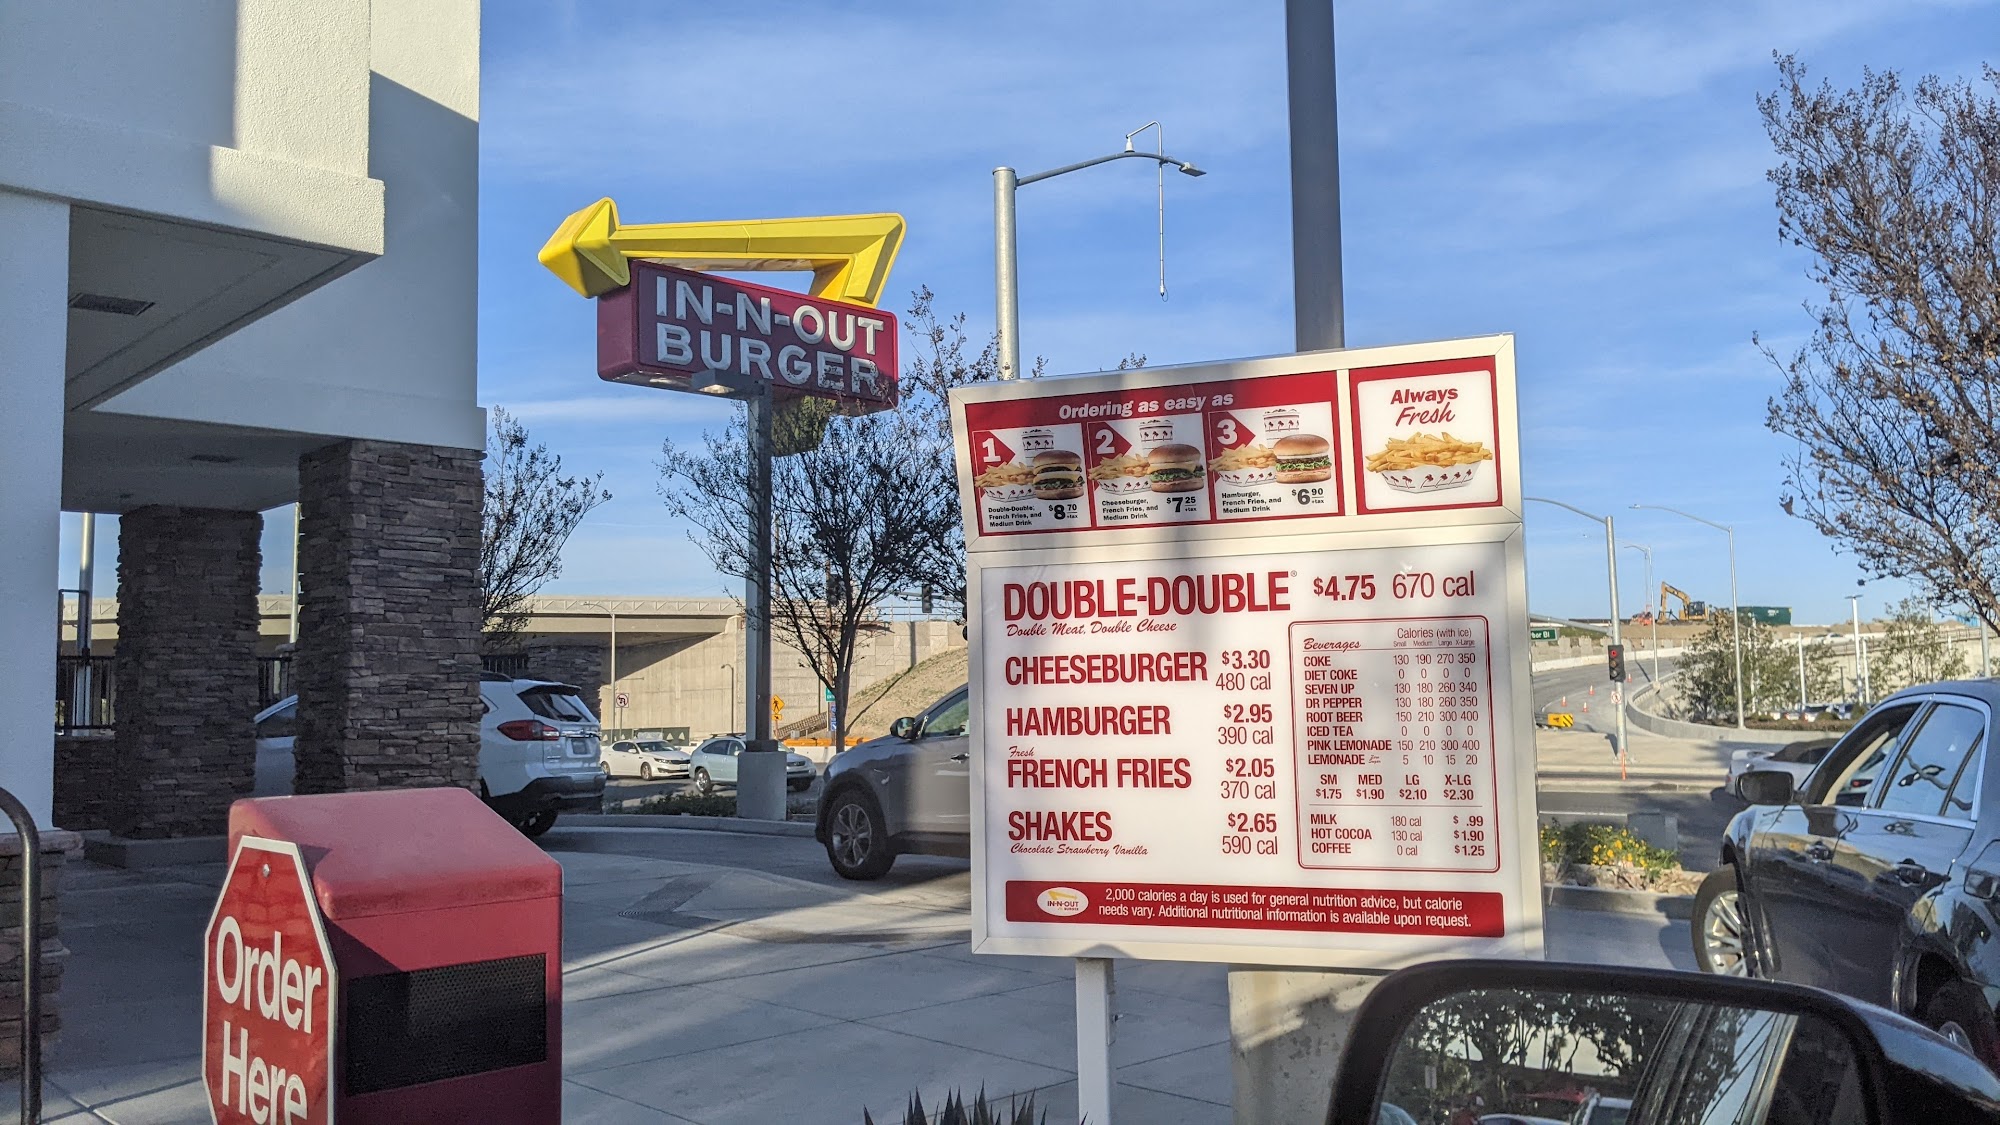 IN-N-OUT
BURGER
Ordering as easy as
1
Double-Double,
French Fries, and
Medium Drink
$8.70
+tax
2
Cheeseburger,
French Fries, and
Medium Drink
$7.25
+tax
3
Hamburger,
French Fries, and
Medium Drink
$6.90
+tax
Always
Fresh
DOUBLE-DOUBLE® $4.75 670 cal
Double Meat, Double Cheese
CHEESEBURGER $3.30
480 cal
HAMBURGER $2.95
390 cal
Fresh
FRENCH FRIES $2.05
370 cal
SHAKES $2.65
Chocolate Strawberry Vanilla 590 cal
Beverages Calories (with ice)
Small Medium Large X-Large
COKE 130 190 270 350
DIET COKE 0 0 0 0
SEVEN UP 130 180 260 340
DR PEPPER 130 180 260 350
ROOT BEER 150 210 300 400
ICED TEA 0 0 0 0
PINK LEMONADE 150 210 300 400
LEMONADE 5 10 15 20
SM MED LG X-LG
$1.75 $1.90 $2.10 $2.30
MILK 180 cal $ .99
HOT COCOA 130 cal $1.90
COFFEE 0 cal $1.25
IN-N-OUT
BURGER
2,000 calories a day is used for general nutrition advice, but calorie
needs vary. Additional nutritional information is available upon request.
Order
Here